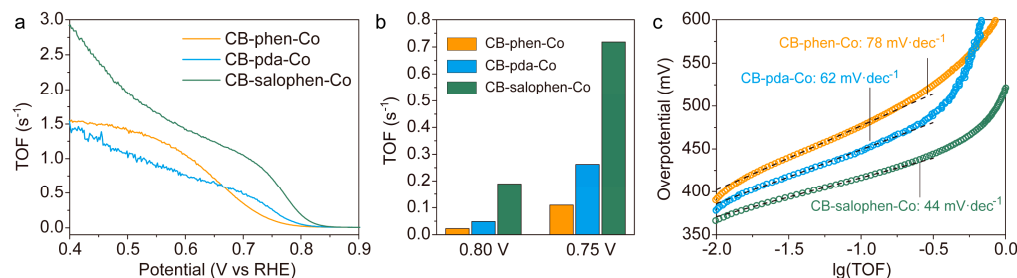 a
3.0
2.5
2.0
1.5
1.0
0.5
0.0
TOF (s⁻¹)
CB-phen-Co
CB-pda-Co
CB-salophen-Co
0.4 0.5 0.6 0.7 0.8 0.9
Potential (V vs RHE)
b
0.8
0.7
0.6
0.5
0.4
0.3
0.2
0.1
0.0
TOF (s⁻¹)
CB-phen-Co
CB-pda-Co
CB-salophen-Co
0.80 V 0.75 V
c
600
550
500
450
400
350
Overpotential (mV)
CB-phen-Co: 78 mV·dec⁻¹
CB-pda-Co: 62 mV·dec⁻¹
CB-salophen-Co: 44 mV·dec⁻¹
-2.0 -1.5 -1.0 -0.5 0.0
lg(TOF)